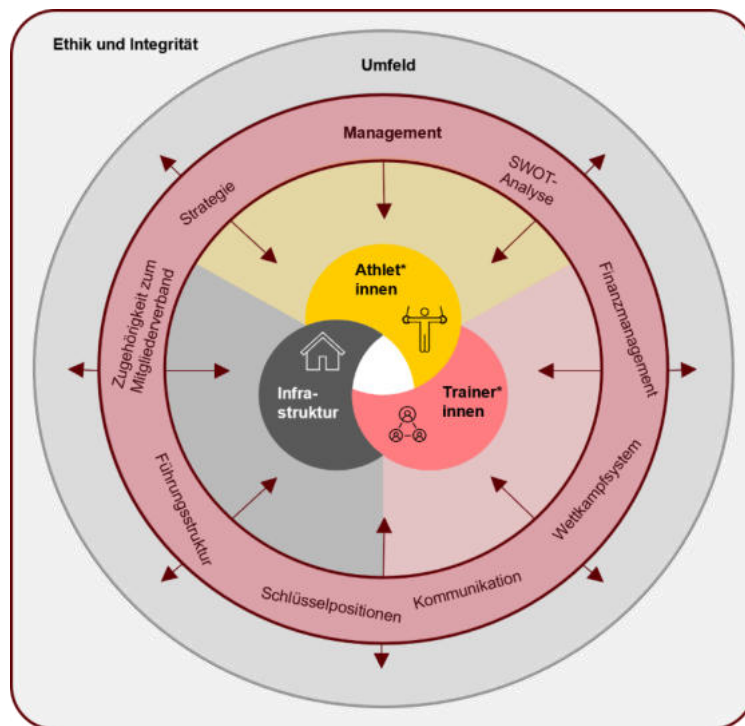 Ethik und Integrität
Umfeld
Management
SWOT-
Analyse
Strategie
Finanzmanagement
Zugehörigkeit zum
Mitgliederverband
Athlet*
innen
Infra-
struktur
Trainer*
innen
Wettkampfsystem
Führungsstruktur
Kommunikation
Schlüsselpositionen